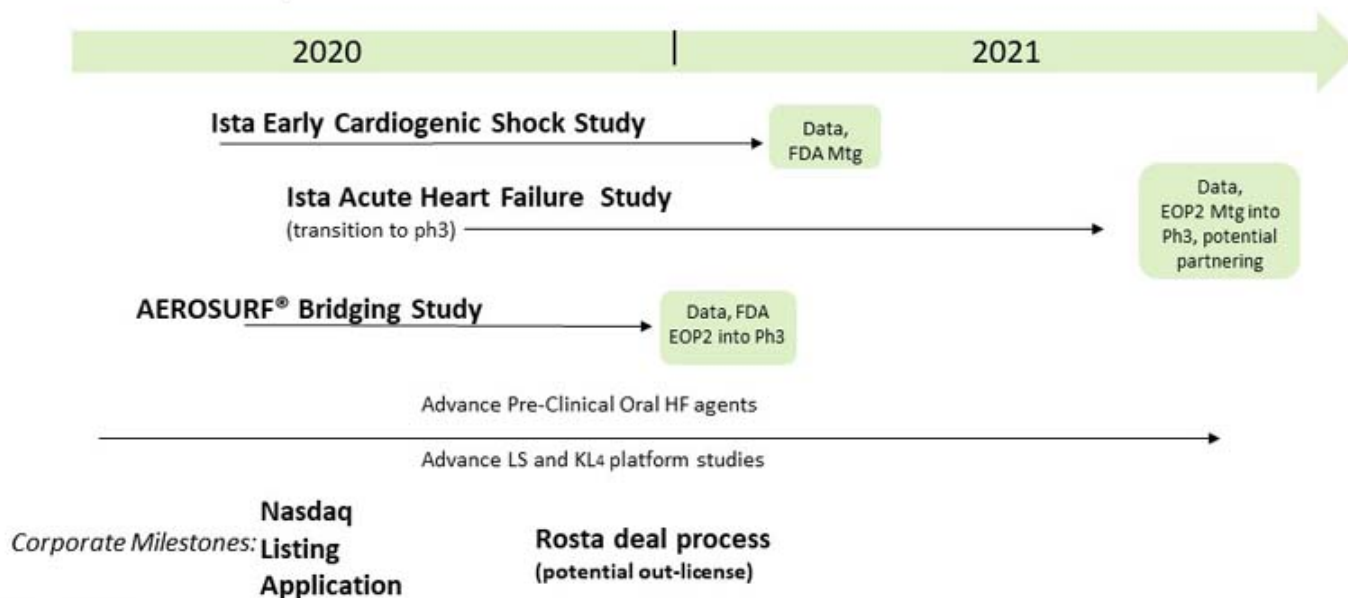 2020
2021
Ista Early Cardiogenic Shock Study
Data,
FDA Mtg
Ista Acute Heart Failure Study
(transition to ph3)
Data,
EOP2 Mtg into
Ph3, potential
partnering
AEROSURF® Bridging Study
Data, FDA
EOP2 into Ph3
Advance Pre-Clinical Oral HF agents
Advance LS and KL4 platform studies
Corporate Milestones:
Nasdaq
Listing
Application
Rosta deal process
(potential out-license)